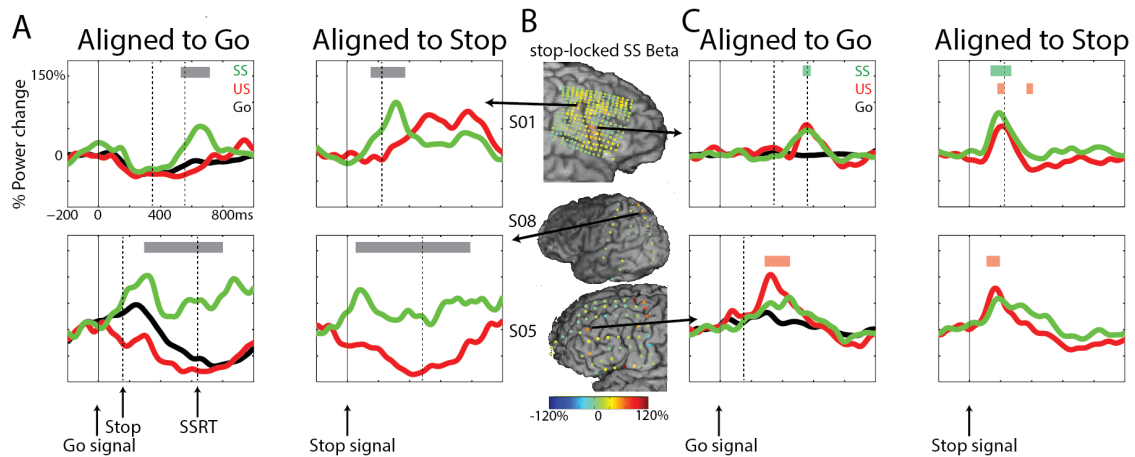 A
Aligned to Go
Aligned to Stop
B
stop-locked SS Beta
C
Aligned to Go
Aligned to Stop
150%
0
% Power change
SS
US
Go
-200
0
400
800ms
S01
S08
S05
SS
US
Go
-120%
0
120%
Stop
SSRT
Go signal
Stop signal
Go signal
Stop signal